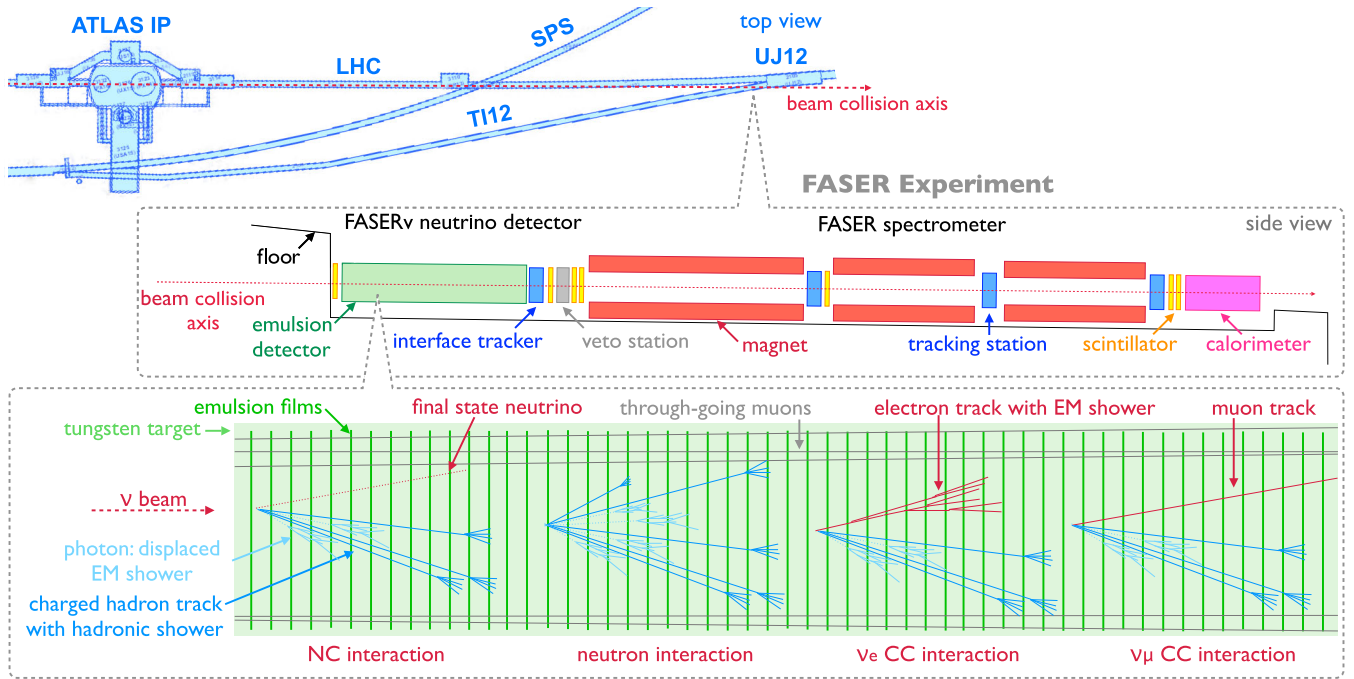 ATLAS IP
LHC
SPS
top view
UJ12
beam collision axis
TI12
FASER Experiment
FASERν neutrino detector
FASER spectrometer
side view
floor
beam collision
axis
emulsion
detector
interface tracker
veto station
magnet
tracking station
scintillator
calorimeter
emulsion films
final state neutrino
through-going muons
electron track with EM shower
muon track
tungsten target
ν beam
photon: displaced
EM shower
charged hadron track
with hadronic shower
NC interaction
neutron interaction
νe CC interaction
νμ CC interaction